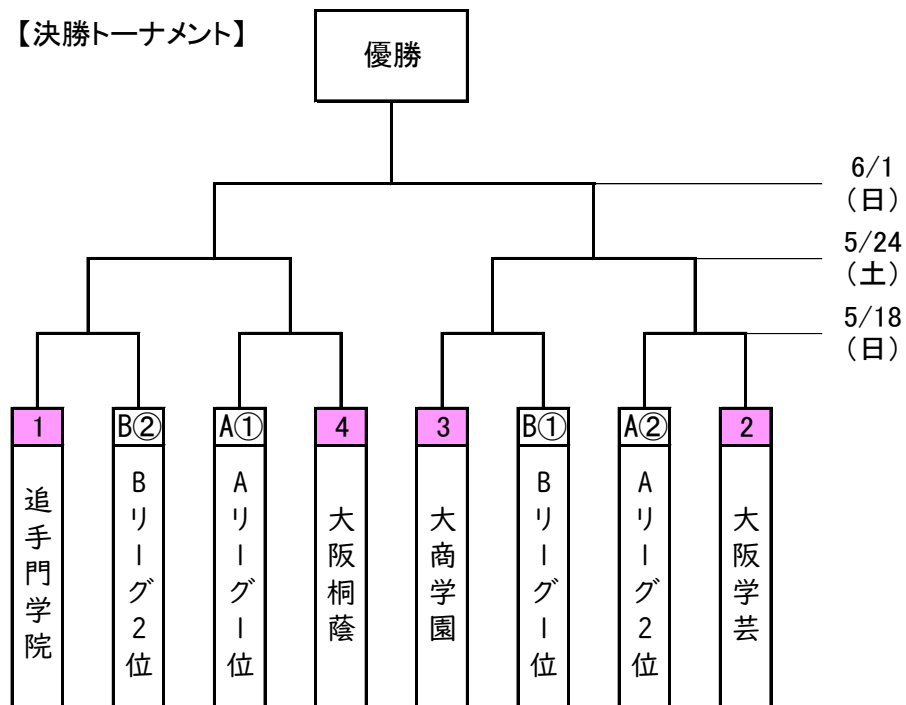 【決勝トーナメント】
優勝
6/1
(日)
5/24
(土)
5/18
(日)
1
B②
A①
4
3
B①
A②
2
追手門学院
Bリーグ2位
Aリーグ1位
大阪桐蔭
大商学園
Bリーグ1位
Aリーグ2位
大阪学芸